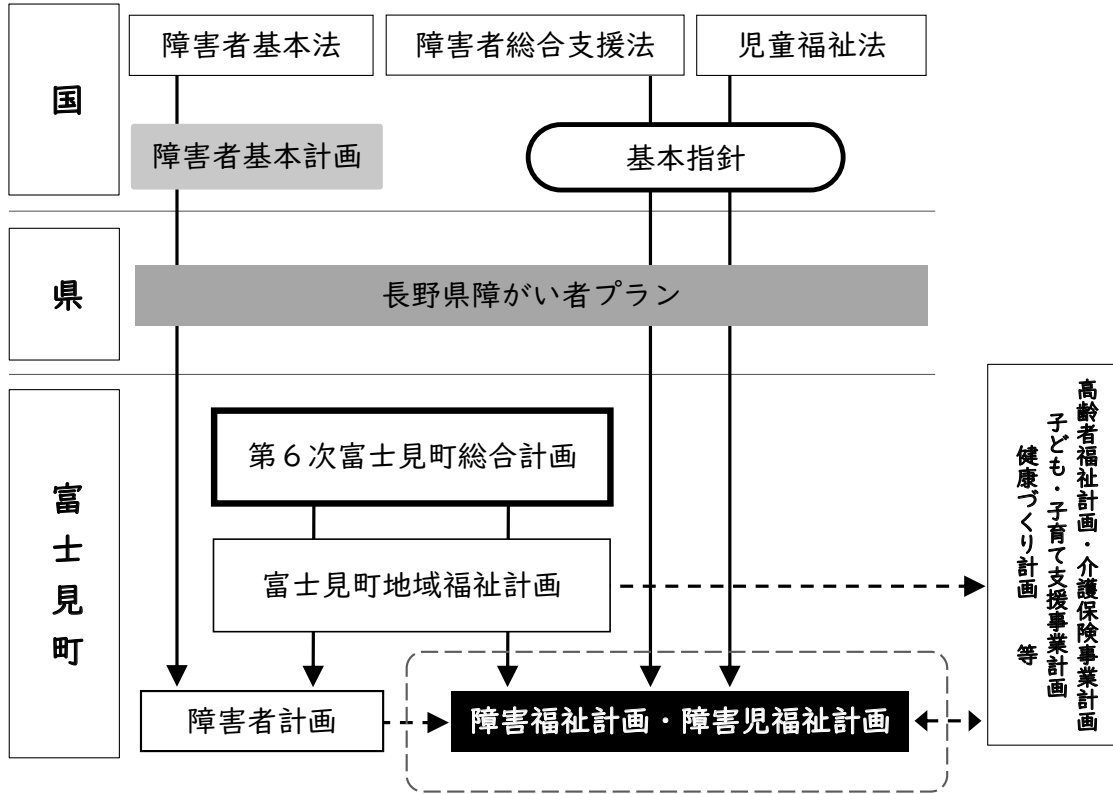 国
障害者基本法
障害者総合支援法
児童福祉法
障害者基本計画
基本指針
県
長野県障がい者プラン
富士見町
第6次富士見町総合計画
富士見町地域福祉計画
障害者計画
障害福祉計画・障害児福祉計画
高齢者福祉計画・介護保険事業計画
子ども・子育て支援事業計画
健康づくり計画 等